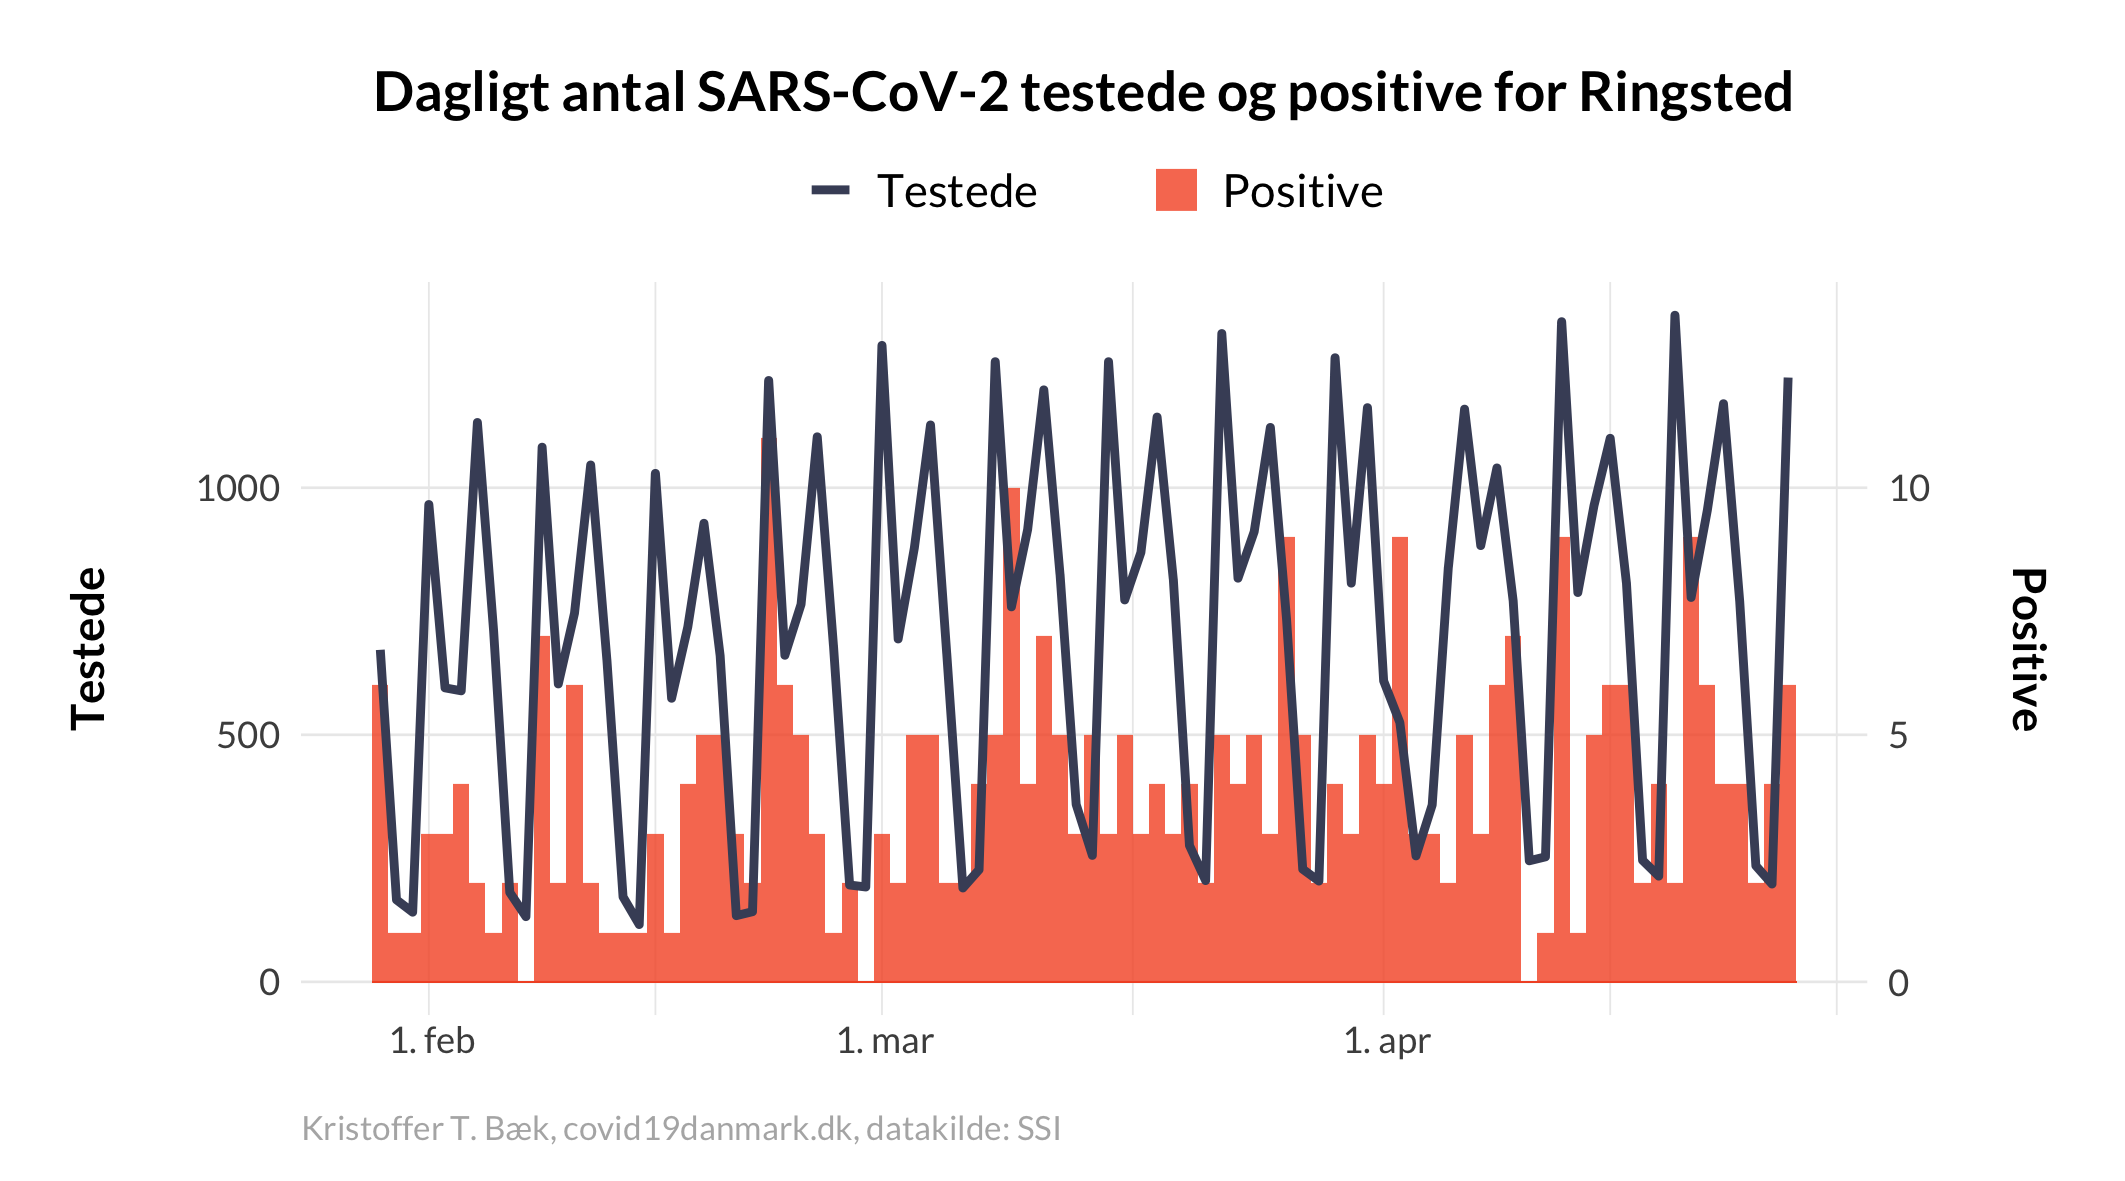 Dagligt antal SARS-CoV-2 testede og positive for Ringsted
Testede
Positive
Testede
1000
500
0
10
5
0
Positive
1. feb
1. mar
1. apr
Kristoffer T. Bæk, covid19danmark.dk, datakilde: SSI